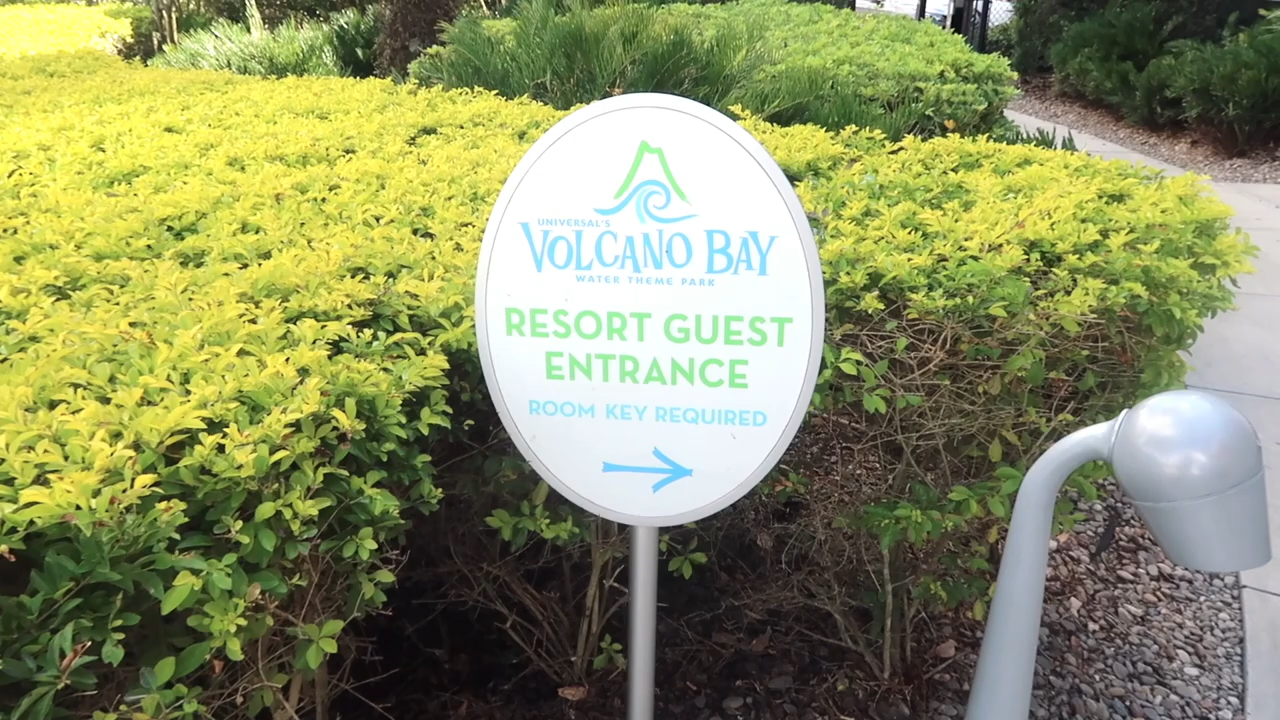 UNIVERSAL'S
VOLCANO BAY
WATER THEME PARK
RESORT GUEST
ENTRANCE
ROOM KEY REQUIRED